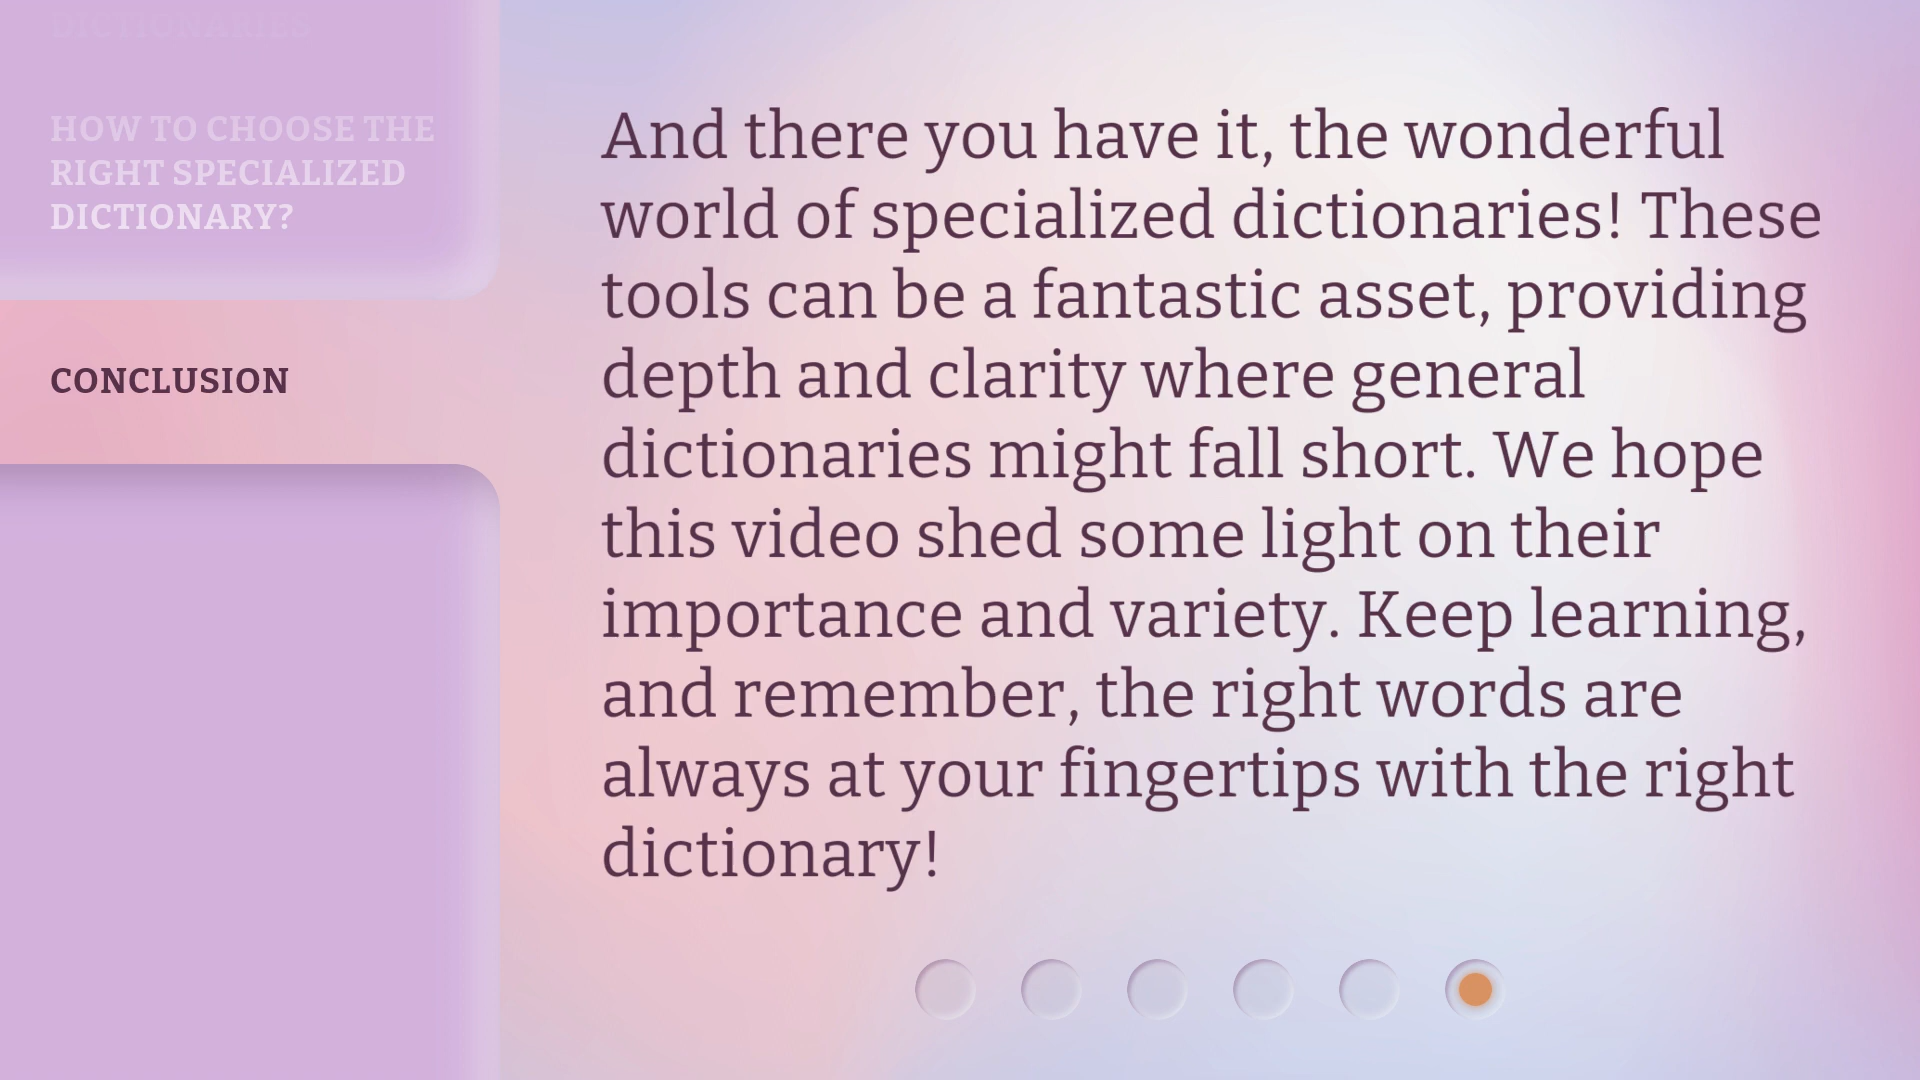 DICTIONARIES
HOW TO CHOOSE THE
RIGHT SPECIALIZED
DICTIONARY?
CONCLUSION
And there you have it, the wonderful
world of specialized dictionaries! These
tools can be a fantastic asset, providing
depth and clarity where general
dictionaries might fall short. We hope
this video shed some light on their
importance and variety. Keep learning,
and remember, the right words are
always at your fingertips with the right
dictionary!